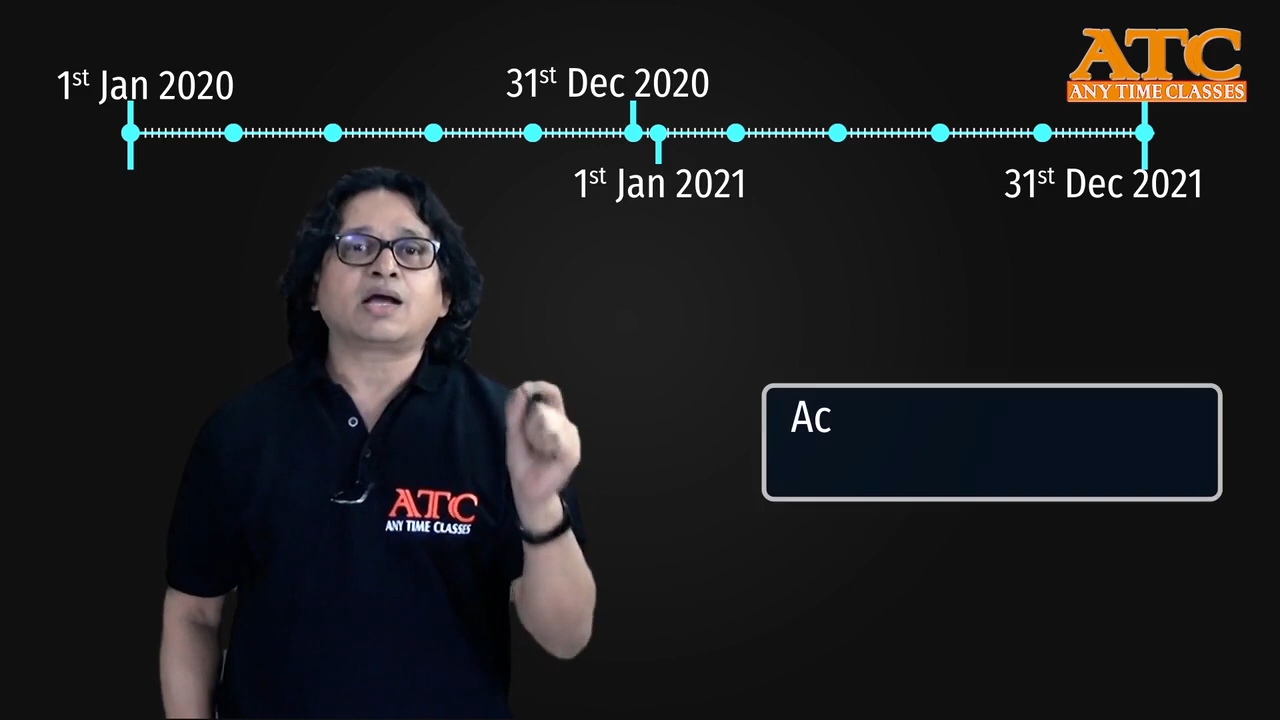 1st Jan 2020
31st Dec 2020
ATC
ANY TIME CLASSES
1st Jan 2021
31st Dec 2021
Ac
ATC
ANY TIME CLASSES